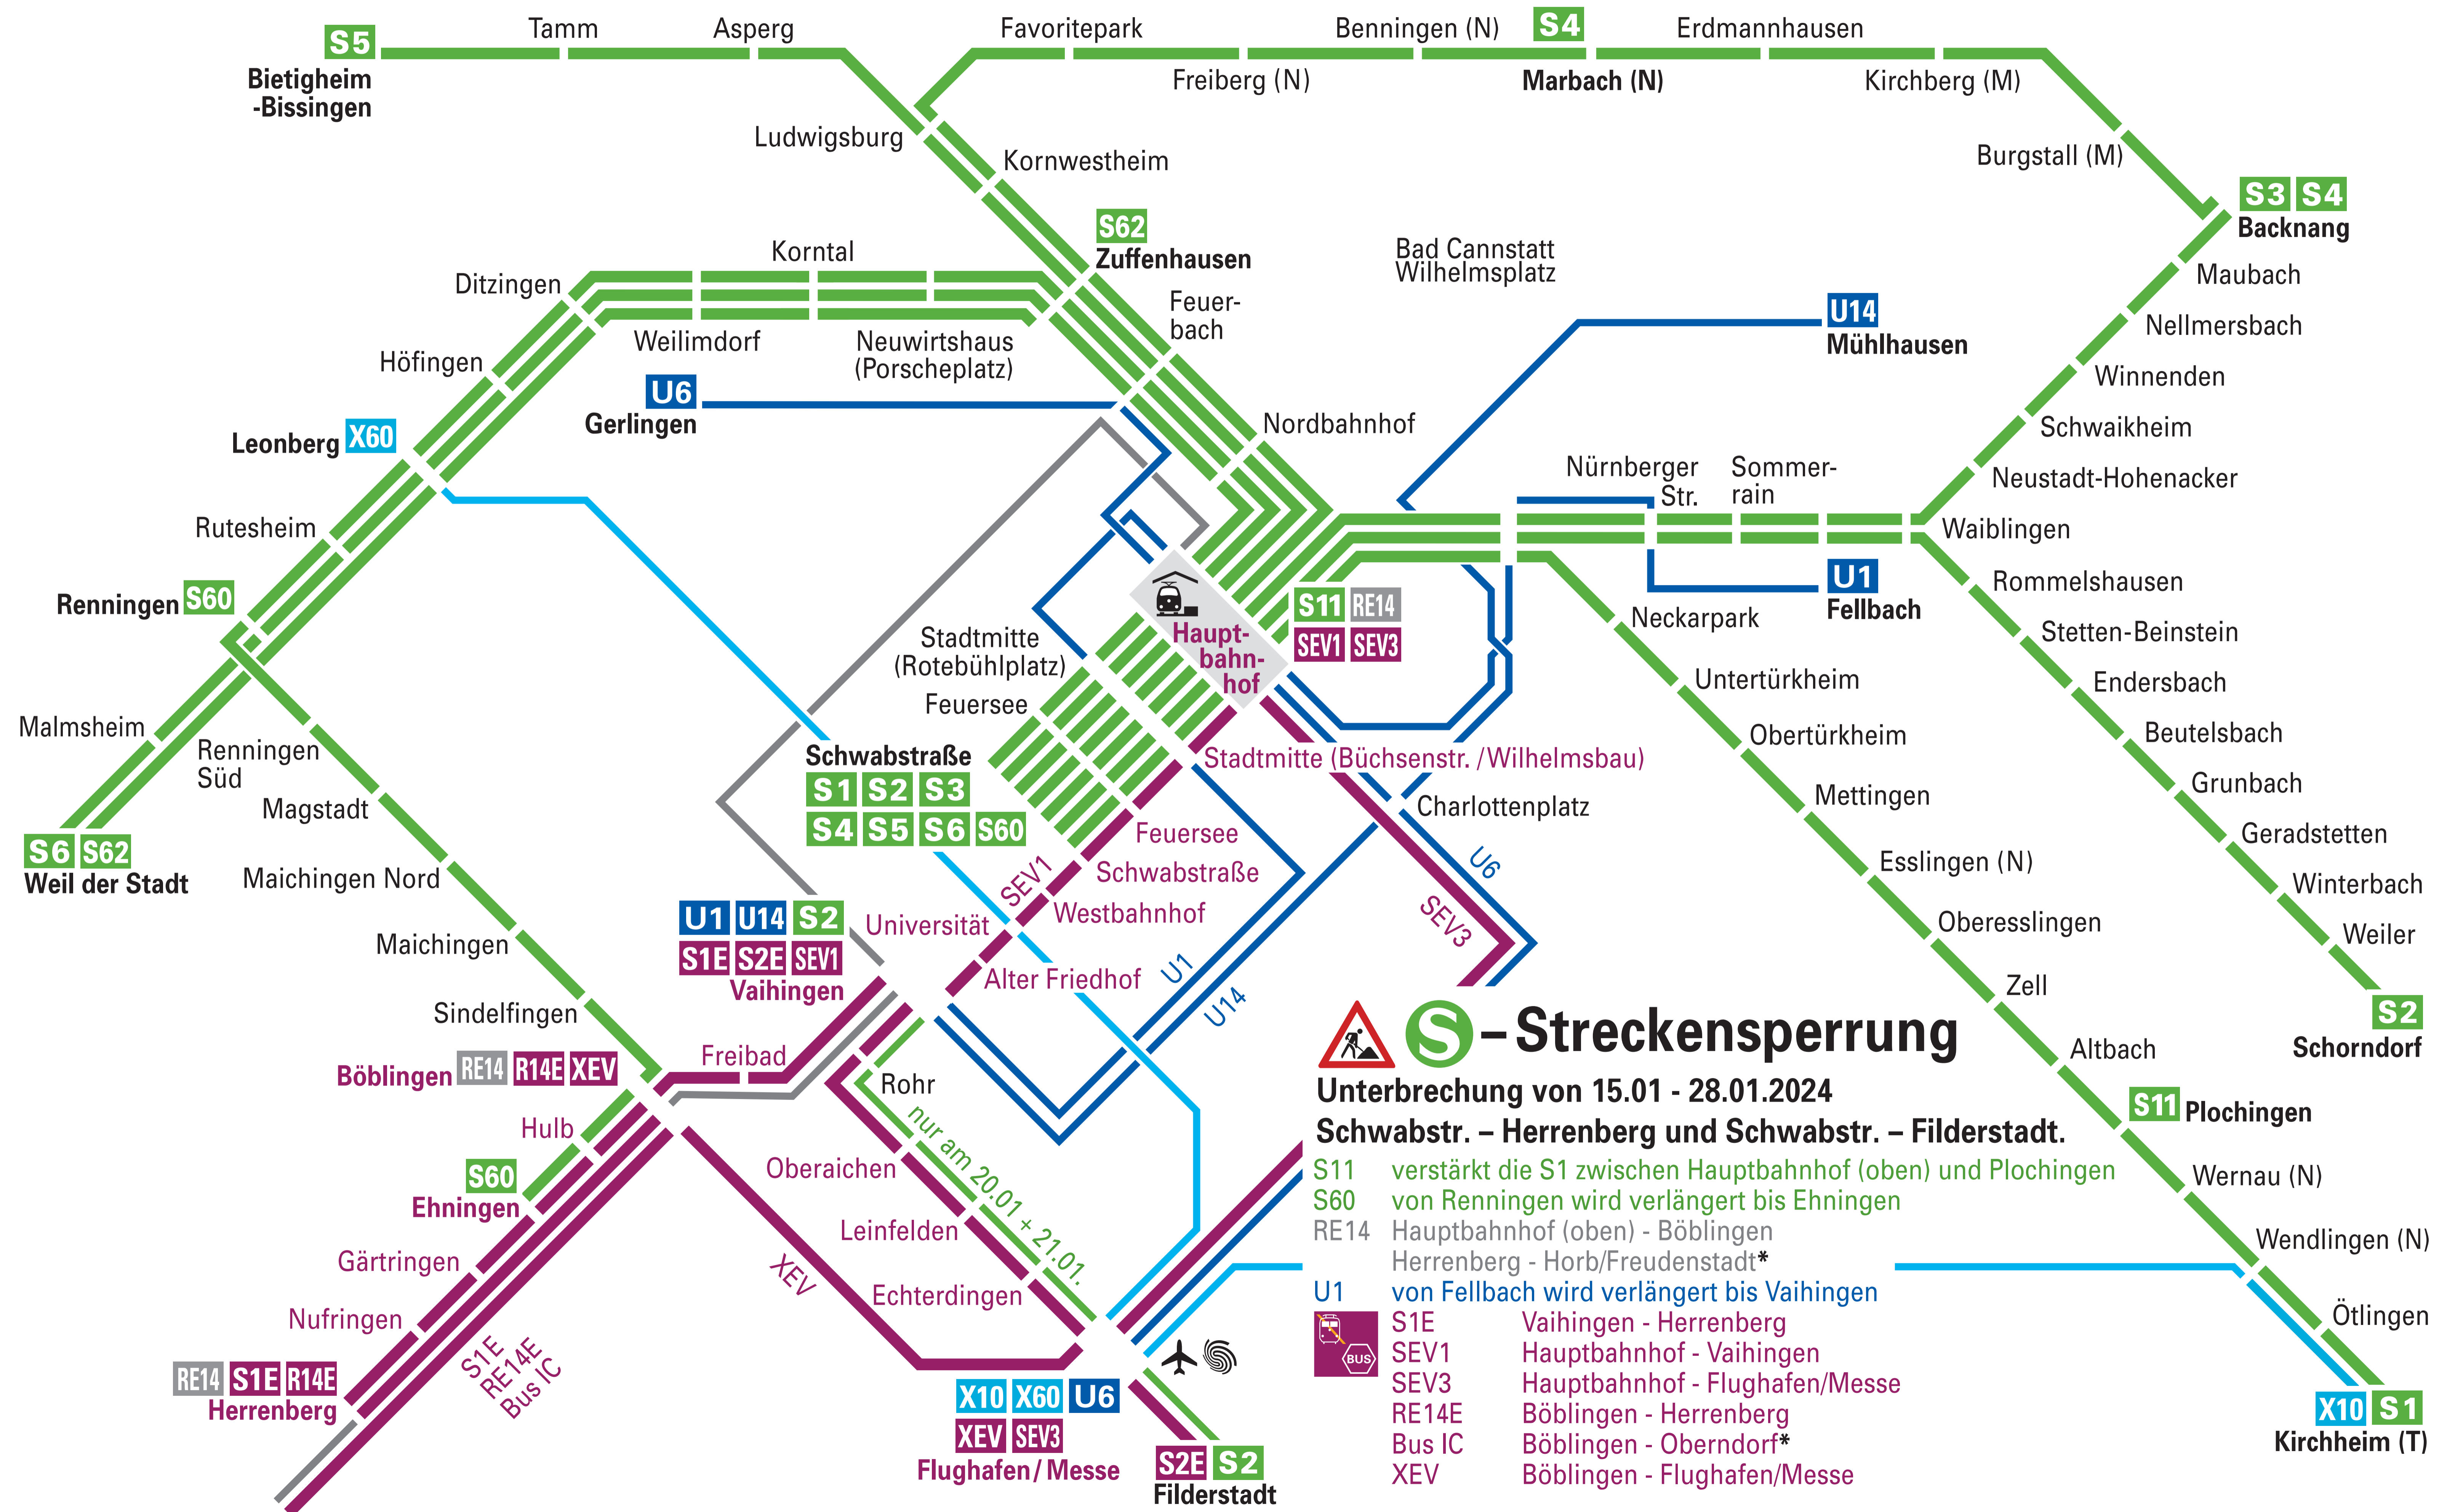 S5
Bietigheim
-Bissingen
Tamm
Asperg
Favoritepark
Freiberg (N)
Benningen (N)
S4
Marbach (N)
Erdmannhausen
Kirchberg (M)
Burgstall (M)
S3 S4
Backnang
Ludwigsburg
Kornwestheim
S62
Zuffenhausen
Feuer-
bach
Nordbahnhof
Korntal
Ditzingen
Weilimdorf
Neuwirtshaus
(Porscheplatz)
Höfingen
U6
Gerlingen
Leonberg X60
Rutesheim
Renningen S60
Malmsheim
Renningen
Süd
S6 S62
Weil der Stadt
Magstadt
Maichingen Nord
Maichingen
Sindelfingen
Bad Cannstatt
Wilhelmsplatz
U14
Mühlhausen
Nürnberger
Str.
Sommer-
rain
U1
Fellbach
Maubach
Nellmersbach
Winnenden
Schwaikheim
Neustadt-Hohenacker
Waiblingen
Rommelshausen
Stetten-Beinstein
Endersbach
Beutelsbach
Grunbach
Geradstetten
Winterbach
Weiler
S2
Schorndorf
Neckarpark
Untertürkheim
Obertürkheim
Mettingen
Esslingen (N)
Oberesslingen
Zell
Altbach
S11 Plochingen
Wernau (N)
Wendlingen (N)
Ötlingen
X10 S1
Kirchheim (T)
Haupt-
bahn-
hof
S11 RE14
SEV1 SEV3
Stadtmitte
(Rotebühlplatz)
Feuersee
Schwabstraße
S1 S2 S3
S4 S5 S6 S60
Stadtmitte (Büchsenstr. /Wilhelmsbau)
Charlottenplatz
Feuersee
Schwabstraße
SEV1
Westbahnhof
Universität
Alter Friedhof
U6
SEV3
U1
U14
U1 U14 S2
S1E S2E SEV1
Vaihingen
Freibad
Rohr
Böblingen RE14 R14E XEV
Hulb
S60
Ehningen
Gärtringen
Nufringen
RE14 S1E R14E
Herrenberg
S1E
RE14E
Bus IC
XEV
nur am 20.01 + 21.01.
Oberaichen
Leinfelden
Echterdingen
X10 X60 U6
XEV SEV3
Flughafen / Messe
S2E S2
Filderstadt
S – Streckensperrung
Unterbrechung von 15.01 - 28.01.2024
Schwabstr. – Herrenberg und Schwabstr. – Filderstadt.
S11 verstärkt die S1 zwischen Hauptbahnhof (oben) und Plochingen
S60 von Renningen wird verlängert bis Ehningen
RE14 Hauptbahnhof (oben) - Böblingen
Herrenberg - Horb/Freudenstadt*
U1 von Fellbach wird verlängert bis Vaihingen
BUS
S1E Vaihingen - Herrenberg
SEV1 Hauptbahnhof - Vaihingen
SEV3 Hauptbahnhof - Flughafen/Messe
RE14E Böblingen - Herrenberg
Bus IC Böblingen - Oberndorf*
XEV Böblingen - Flughafen/Messe